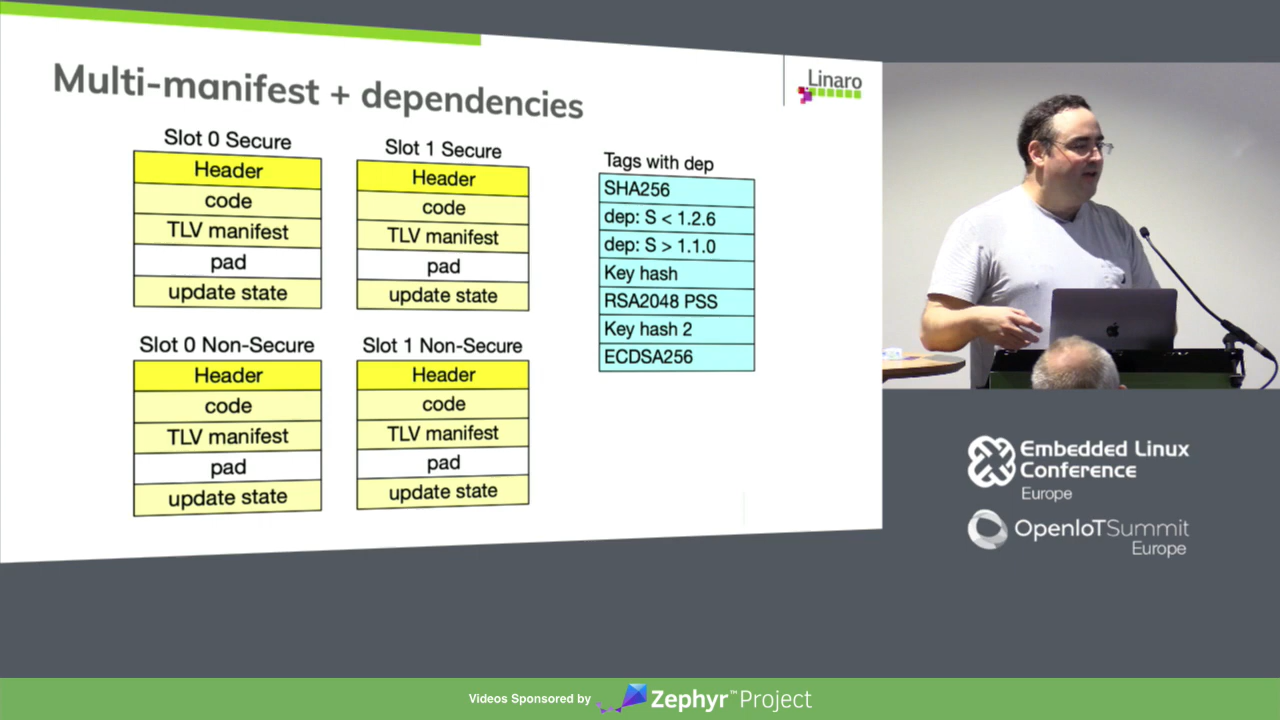 Multi-manifest + dependencies
Linaro
Slot 0 Secure
Header
code
TLV manifest
pad
update state
Slot 1 Secure
Header
code
TLV manifest
pad
update state
Tags with dep
SHA256
dep: S < 1.2.6
dep: S > 1.1.0
Key hash
RSA2048 PSS
Key hash 2
ECDSA256
Slot 0 Non-Secure
Header
code
TLV manifest
pad
update state
Slot 1 Non-Secure
Header
code
TLV manifest
pad
update state
Embedded Linux
Conference
Europe
OpenIoTSummit
Europe
Videos Sponsored by Zephyr™Project